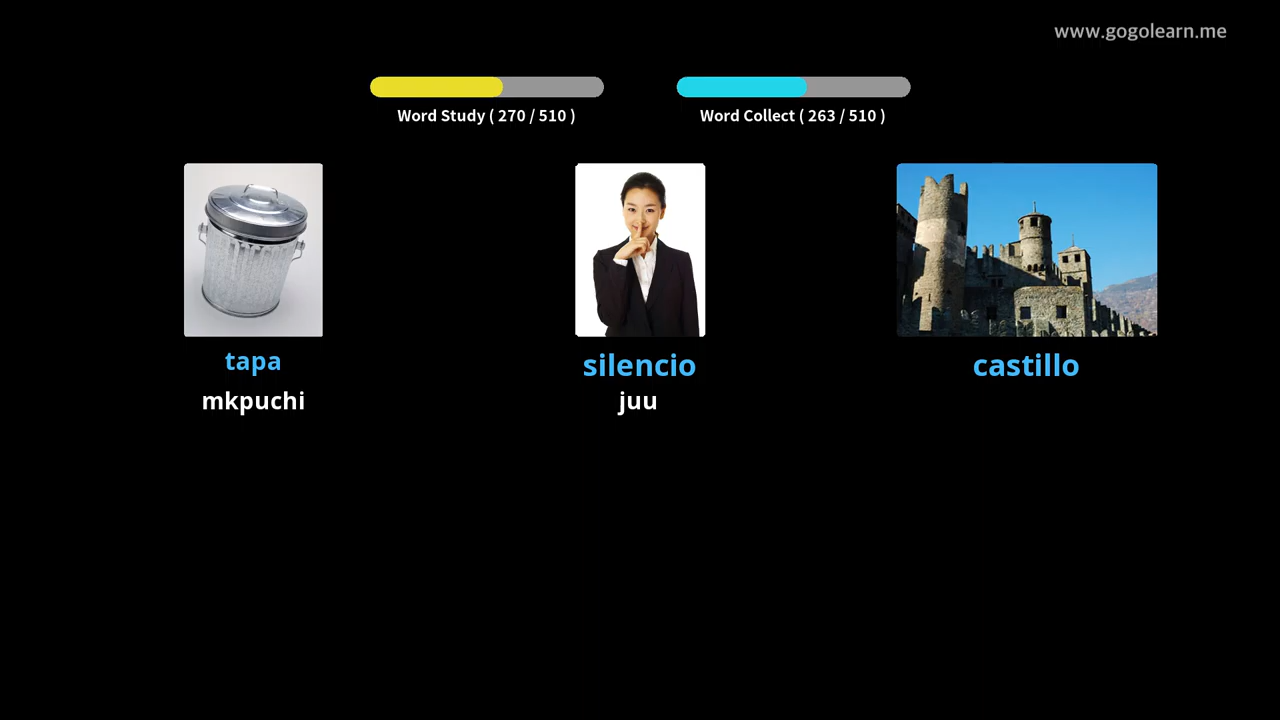 www.gogolearn.me
Word Study ( 270 / 510 )
Word Collect ( 263 / 510 )
tapa
silencio
castillo
mkpuchi
juu